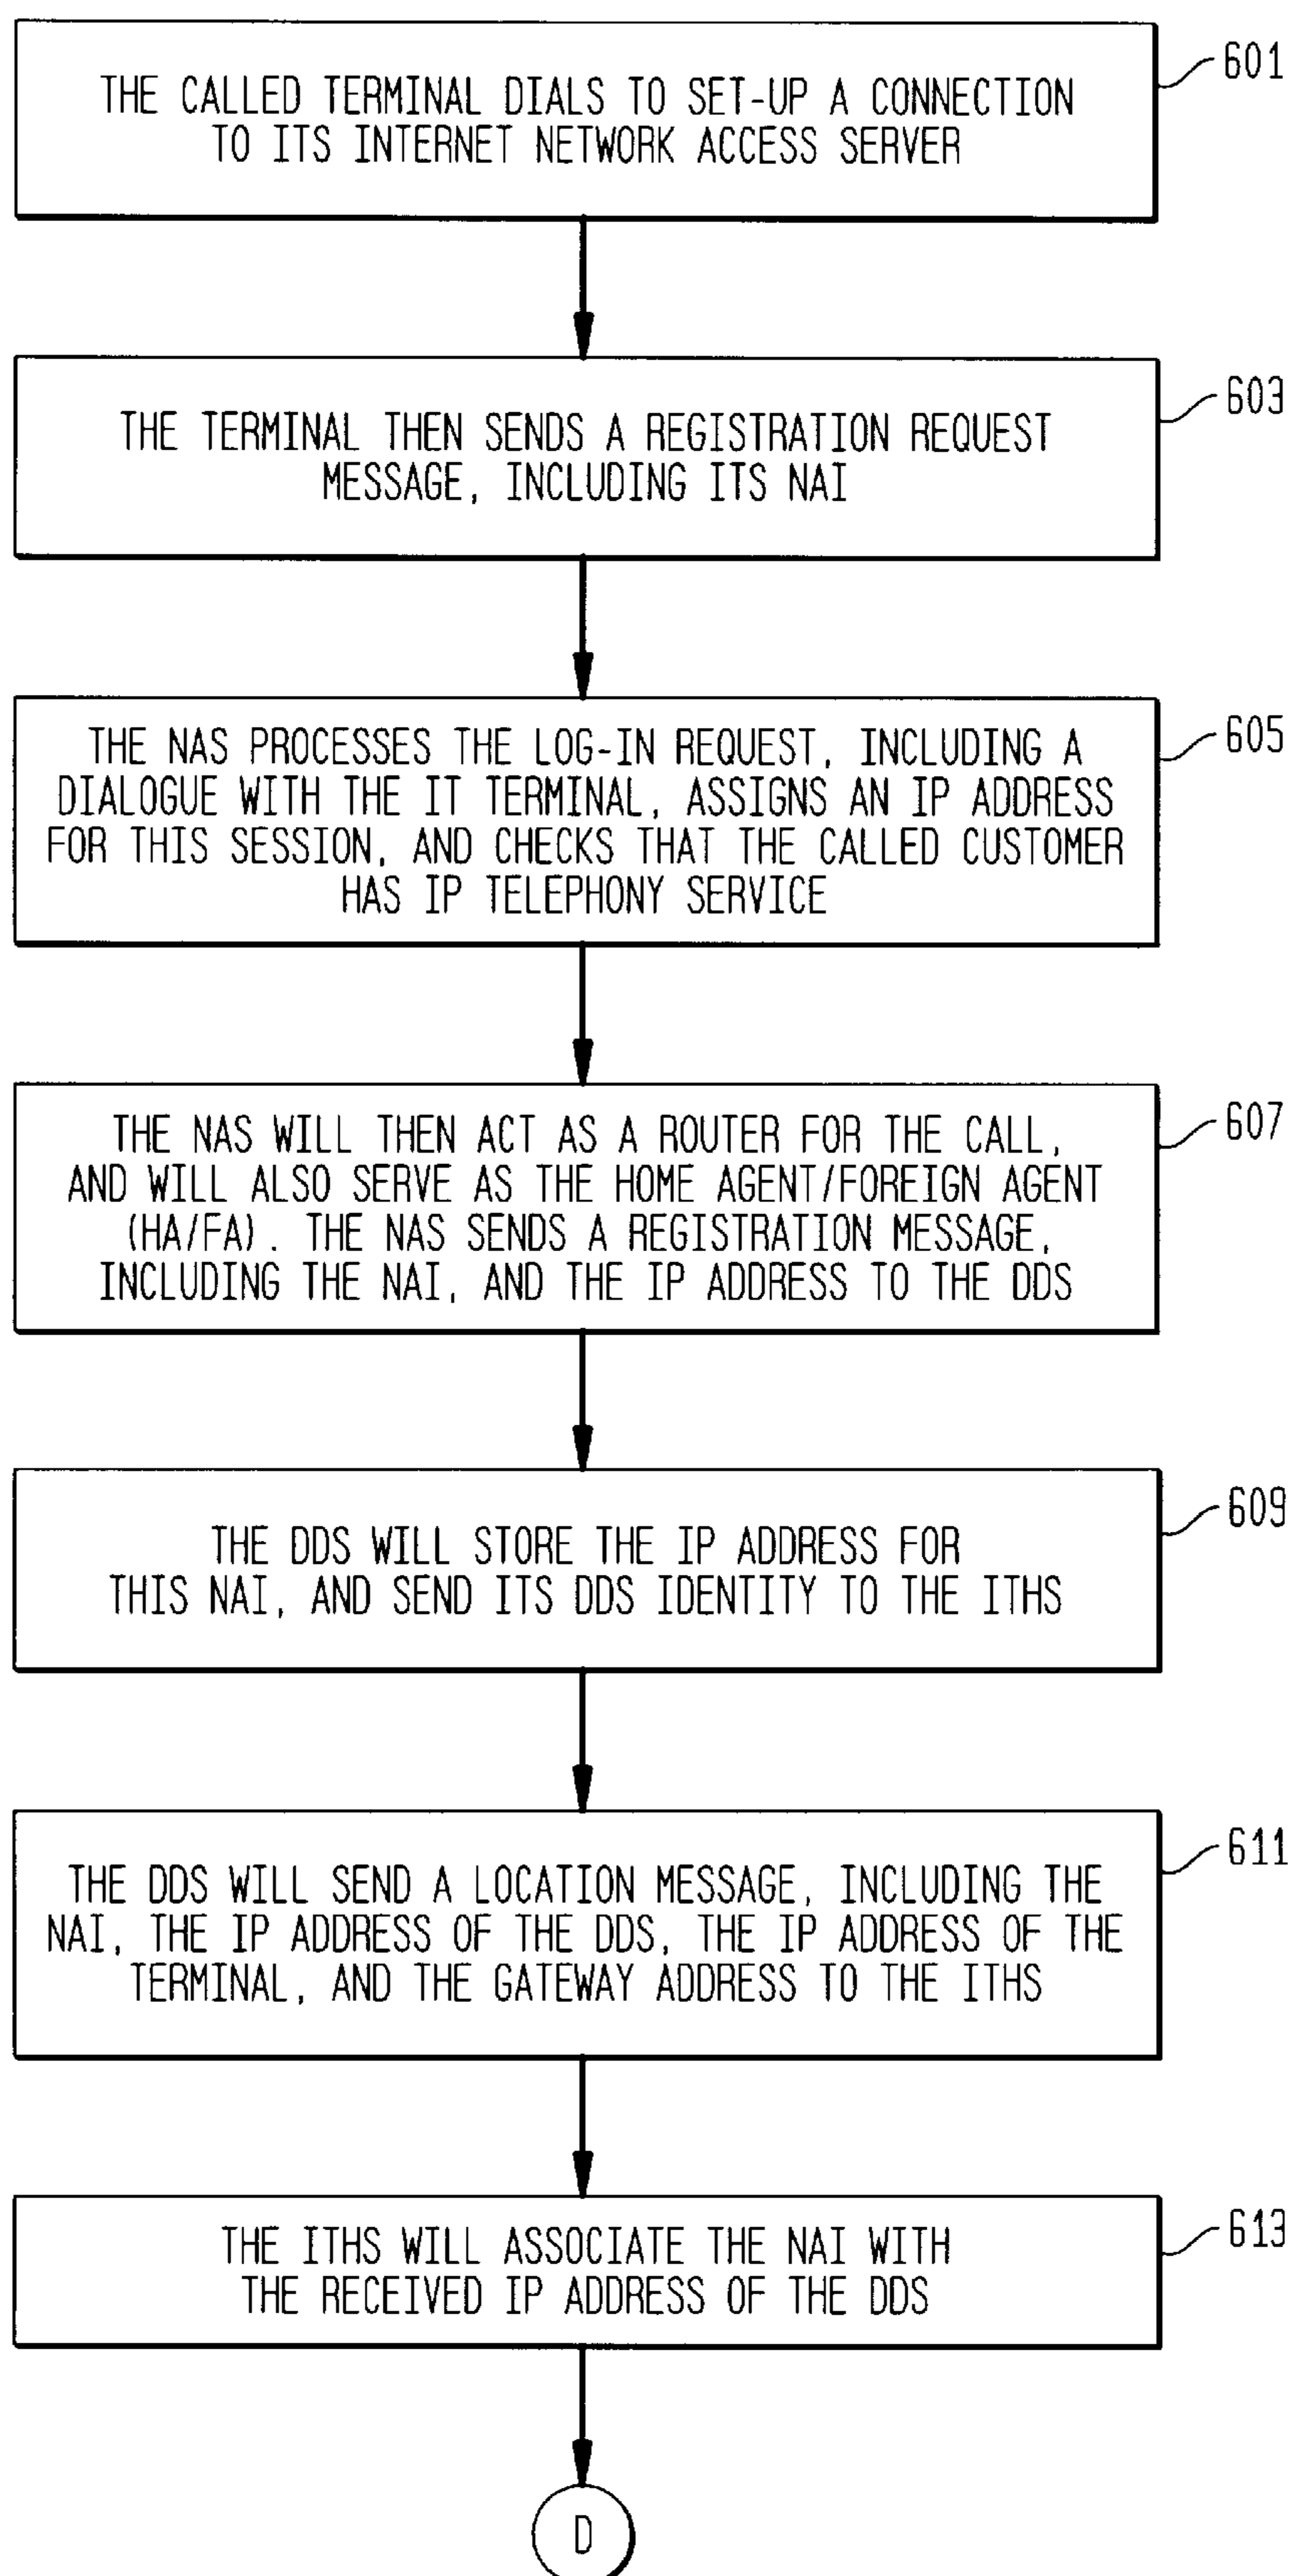 THE CALLED TERMINAL DIALS TO SET-UP A CONNECTION
TO ITS INTERNET NETWORK ACCESS SERVER
601
THE TERMINAL THEN SENDS A REGISTRATION REQUEST
MESSAGE, INCLUDING ITS NAI
603
THE NAS PROCESSES THE LOG-IN REQUEST, INCLUDING A
DIALOGUE WITH THE IT TERMINAL, ASSIGNS AN IP ADDRESS
FOR THIS SESSION, AND CHECKS THAT THE CALLED CUSTOMER
HAS IP TELEPHONY SERVICE
605
THE NAS WILL THEN ACT AS A ROUTER FOR THE CALL,
AND WILL ALSO SERVE AS THE HOME AGENT/FOREIGN AGENT
(HA/FA). THE NAS SENDS A REGISTRATION MESSAGE,
INCLUDING THE NAI, AND THE IP ADDRESS TO THE DDS
607
THE DDS WILL STORE THE IP ADDRESS FOR
THIS NAI, AND SEND ITS DDS IDENTITY TO THE ITHS
609
THE DDS WILL SEND A LOCATION MESSAGE, INCLUDING THE
NAI, THE IP ADDRESS OF THE DDS, THE IP ADDRESS OF THE
TERMINAL, AND THE GATEWAY ADDRESS TO THE ITHS
611
THE ITHS WILL ASSOCIATE THE NAI WITH
THE RECEIVED IP ADDRESS OF THE DDS
613
D